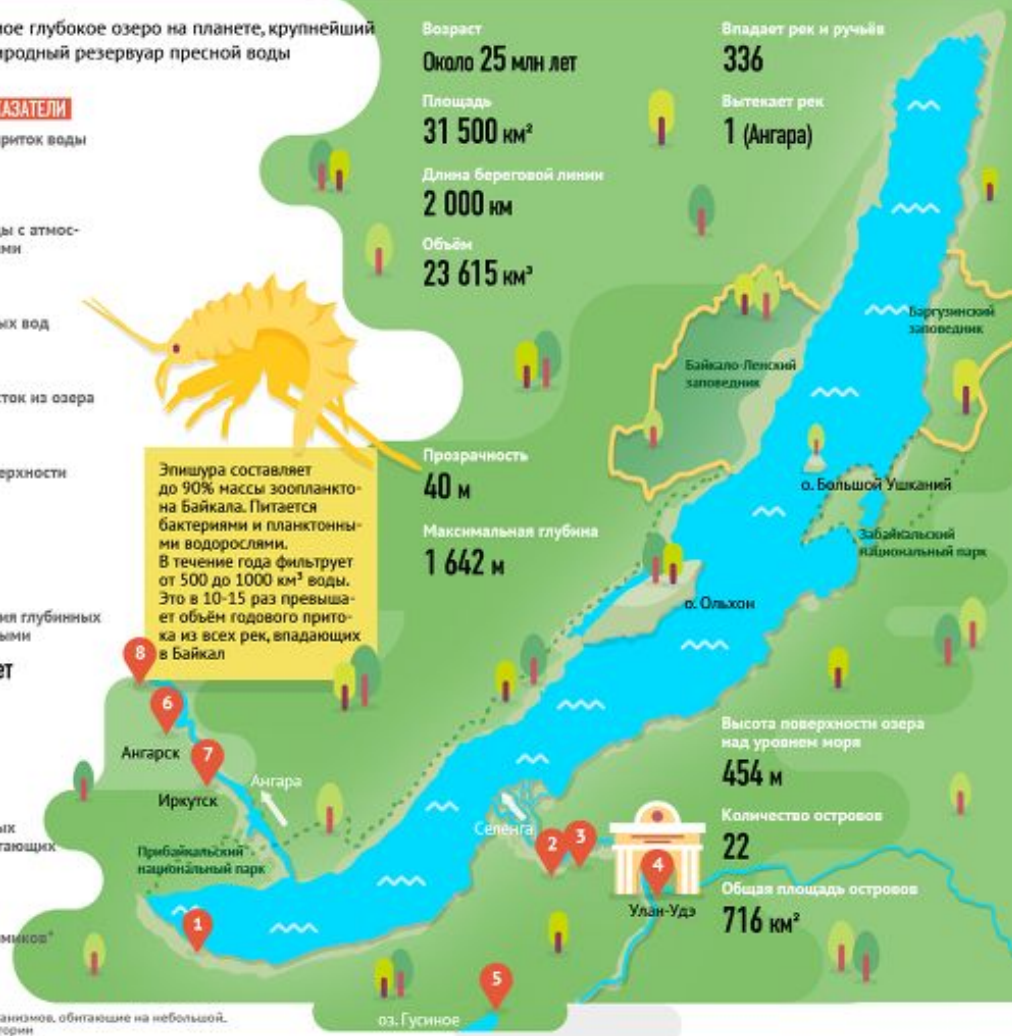 мое глубокое озеро на планете, крупнейший
иродный резервуар пресной воды
КАЗАТЕЛИ
приток воды
ды с атмос-
ми
ых вод
сток из озера
ерхности
ия глубинных
ыми
ет
ых
тающих
миков*
анизмов, обитающие на небольшой,
тории
Возраст
Около 25 млн лет
Площадь
31 500 км²
Длина береговой линии
2 000 км
Объём
23 615 км³
Впадает рек и ручьёв
336
Вытекает рек
1 (Ангара)
Прозрачность
40 м
Максимальная глубина
1 642 м
Эпишура составляет
до 90% массы зоопланкто-
на Байкала. Питается
бактериями и планктонны-
ми водорослями.
В течение года фильтрует
от 500 до 1000 км³ воды.
Это в 10-15 раз превыша-
ет объём годового прито-
ка из всех рек, впадающих
в Байкал
Баргузинский
заповедник
Байкало-Ленский
заповедник
о. Большой Ушканий
Забайкальский
национальный парк
о. Ольхон
8
6
Ангарск
7
Иркутск
Ангара
Прибайкальский
национальный парк
Селенга
2
3
4
Улан-Удэ
1
5
оз. Гусиное
Высота поверхности озера
над уровнем моря
454 м
Количество островов
22
Общая площадь островов
716 км²